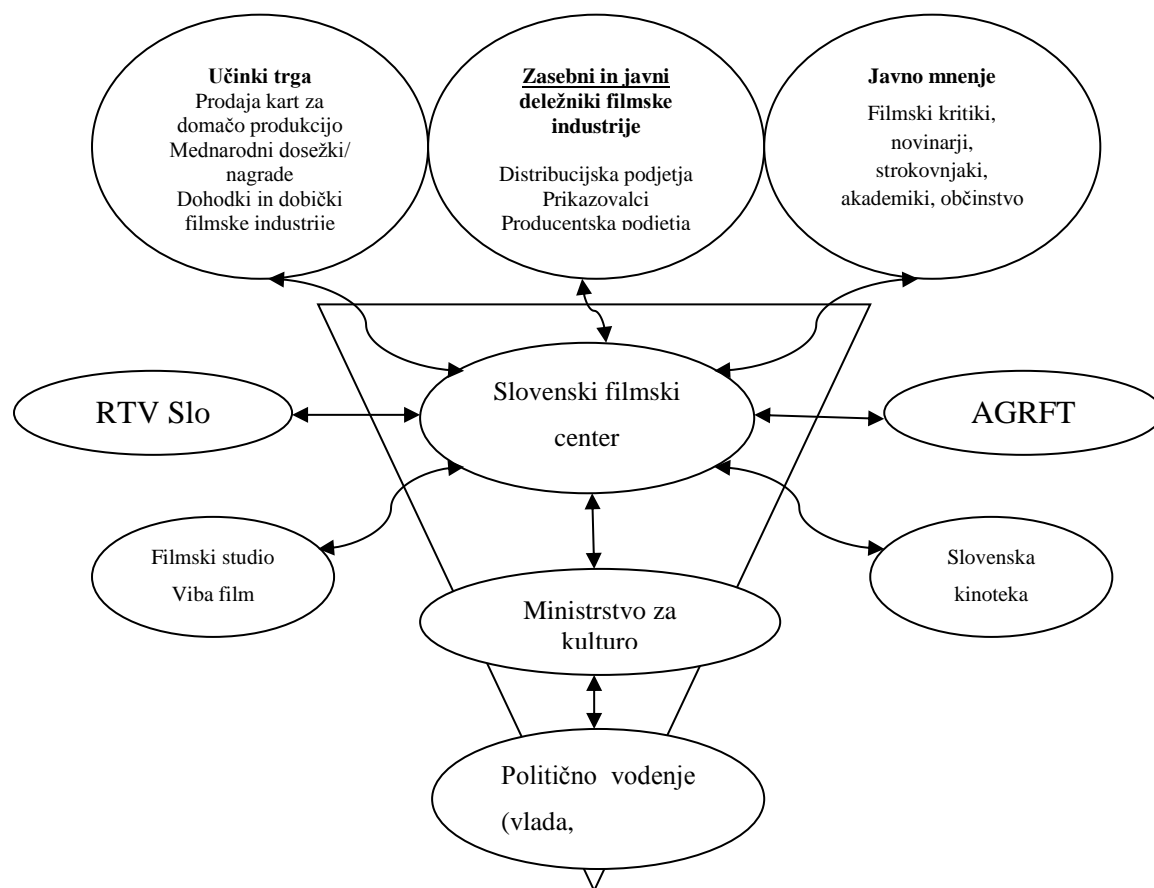 Učinki trga
Prodaja kart za
domačo produkcijo
Mednarodni dosežki/
nagrade
Dohodki in dobički
filmske industrije
Zasebni in javni
deležniki filmske
industrije
Distribucijska podjetja
Prikazovalci
Producentska podjetja
Javno mnenje
Filmski kritiki,
novinarji,
strokovnjaki,
akademiki, občinstvo
RTV Slo
Slovenski filmski
center
AGRFT
Filmski studio
Viba film
Slovenska
kinoteka
Ministrstvo za
kulturo
Politično vodenje
(vlada,